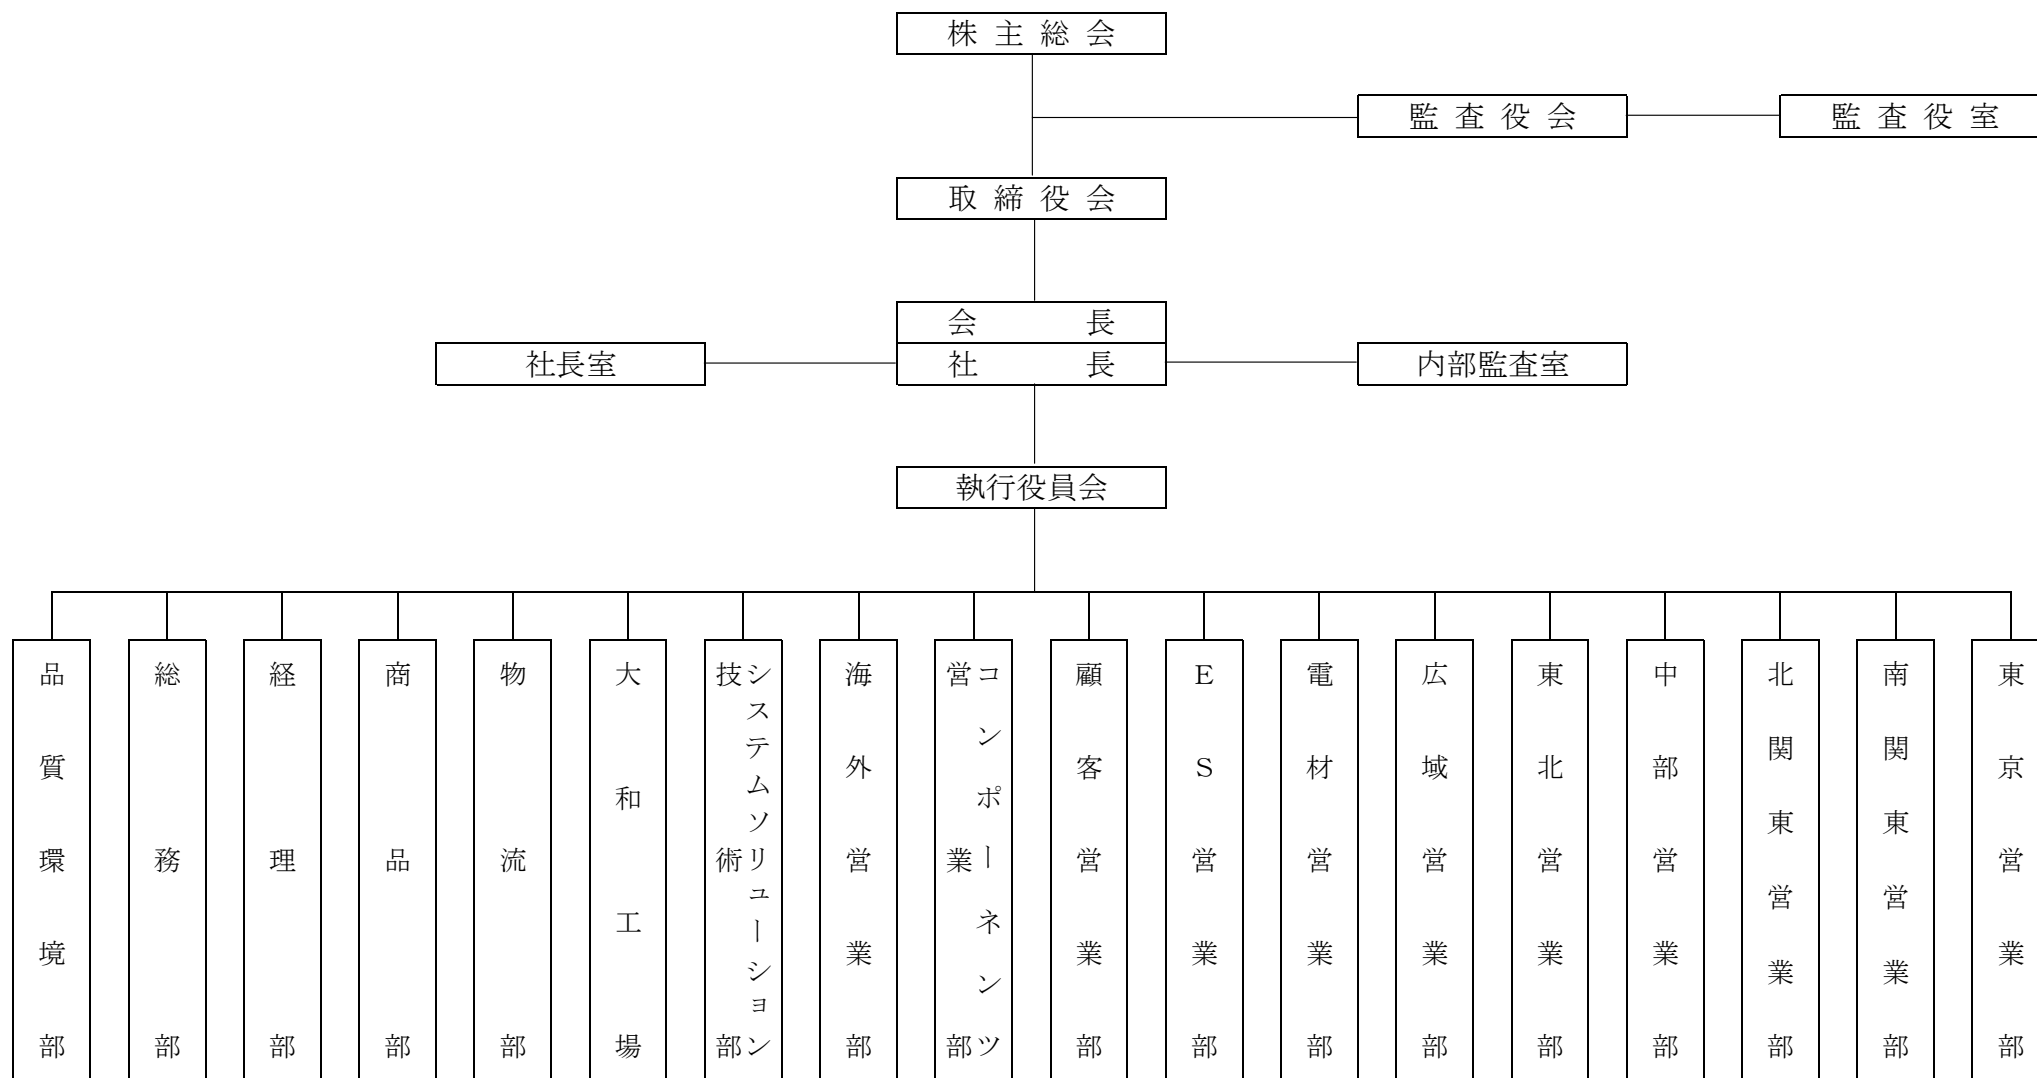 株主総会
監査役会
監査役室
取締役会
会長
社長室
社長
内部監査室
執行役員会
品質環境部
総務部
経理部
商品部
物流部
大和工場
システムソリューション
技術部
海外営業部
コンポーネンツ
営業部
顧客営業部
ES営業部
電材営業部
広域営業部
東北営業部
中部営業部
北関東営業部
南関東営業部
東京営業部